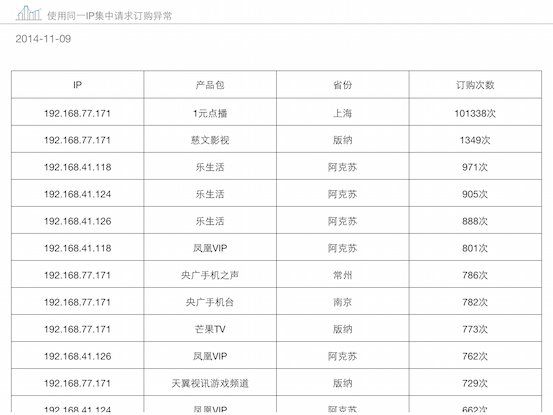 使用同一IP集中请求订购异常
2014-11-09
IP 产品包 省份 订购次数
192.168.77.171 1元点播 上海 101338次
192.168.77.171 慈文影视 版纳 1349次
192.168.41.118 乐生活 阿克苏 971次
192.168.41.124 乐生活 阿克苏 905次
192.168.41.126 乐生活 阿克苏 888次
192.168.41.118 凤凰VIP 阿克苏 801次
192.168.77.171 央广手机之声 常州 786次
192.168.77.171 央广手机台 南京 782次
192.168.77.171 芒果TV 版纳 773次
192.168.41.126 凤凰VIP 阿克苏 762次
192.168.77.171 天翼视讯游戏频道 版纳 729次
192.168.41.124 凤凰VIP 阿克苏 662次